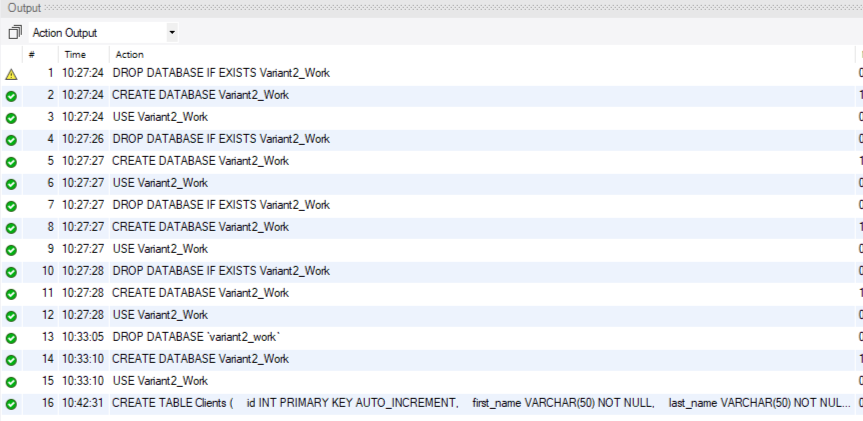 Output
Action Output
# Time Action
1 10:27:24 DROP DATABASE IF EXISTS Variant2_Work 0
2 10:27:24 CREATE DATABASE Variant2_Work 1
3 10:27:24 USE Variant2_Work 0
4 10:27:26 DROP DATABASE IF EXISTS Variant2_Work 0
5 10:27:27 CREATE DATABASE Variant2_Work 1
6 10:27:27 USE Variant2_Work 0
7 10:27:27 DROP DATABASE IF EXISTS Variant2_Work 0
8 10:27:27 CREATE DATABASE Variant2_Work 1
9 10:27:27 USE Variant2_Work 0
10 10:27:28 DROP DATABASE IF EXISTS Variant2_Work 0
11 10:27:28 CREATE DATABASE Variant2_Work 1
12 10:27:28 USE Variant2_Work 0
13 10:33:05 DROP DATABASE `variant2_work` 0
14 10:33:10 CREATE DATABASE Variant2_Work 1
15 10:33:10 USE Variant2_Work 0
16 10:42:31 CREATE TABLE Clients ( id INT PRIMARY KEY AUTO_INCREMENT, first_name VARCHAR(50) NOT NULL, last_name VARCHAR(50) NOT NUL... 0